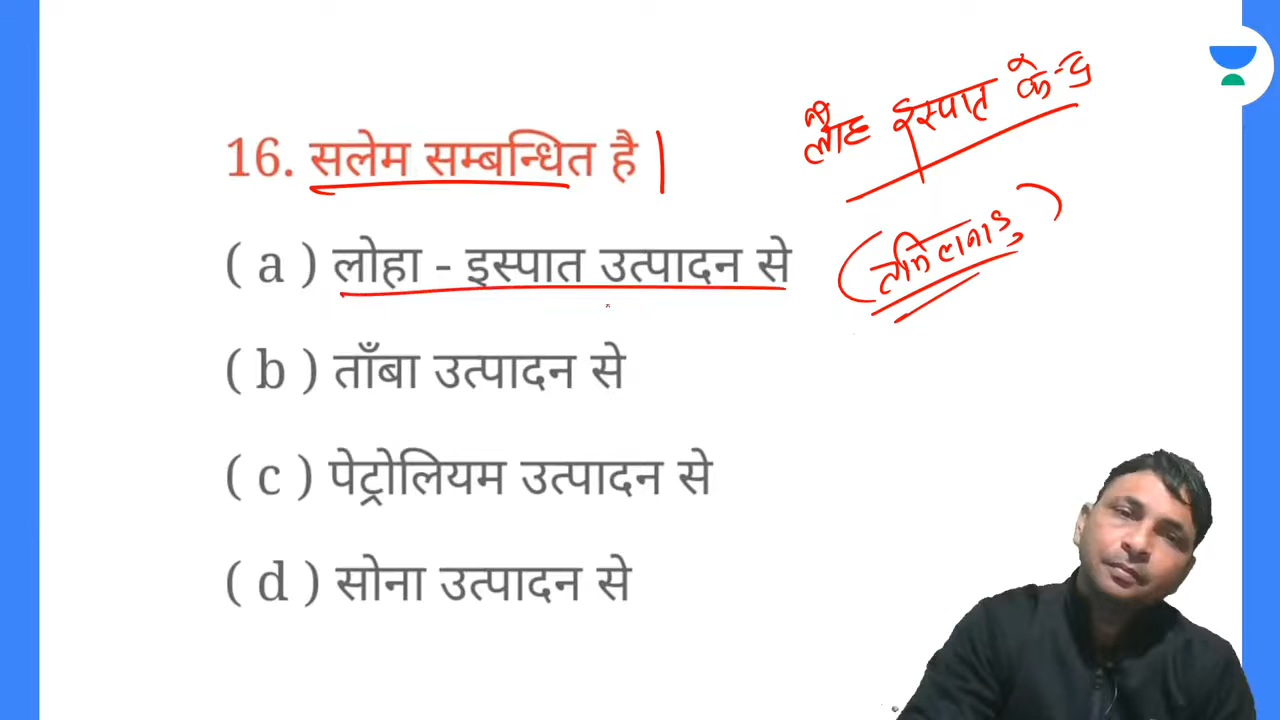 16. सलेम सम्बन्धित है |
लौह इस्पात केन्द्र
( a ) लोहा - इस्पात उत्पादन से
(तमिलनाडु)
( b ) ताँबा उत्पादन से
( c ) पेट्रोलियम उत्पादन से
( d ) सोना उत्पादन से